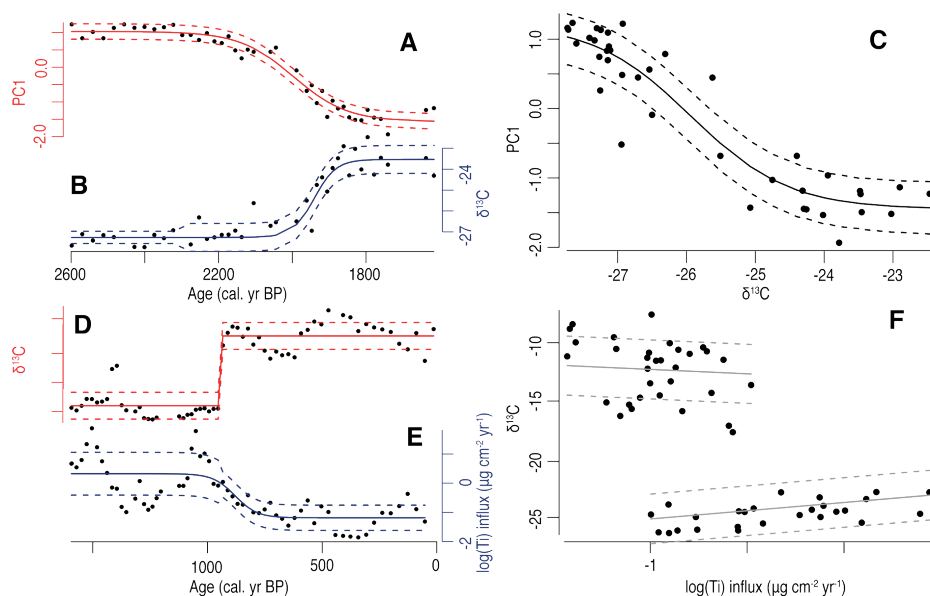 A
PC1
0.0
-2.0
B
-24
-27
δ13C
2600
2200
1800
Age (cal. yr BP)
C
PC1
1.0
0.0
-1.0
-2.0
-27
-26
-25
-24
-23
δ13C
D
δ13C
E
0
-2
log(Ti) influx (µg cm-2 yr-1)
1000
500
0
Age (cal. yr BP)
F
δ13C
-10
-15
-20
-25
-1
log(Ti) influx (µg cm-2 yr-1)